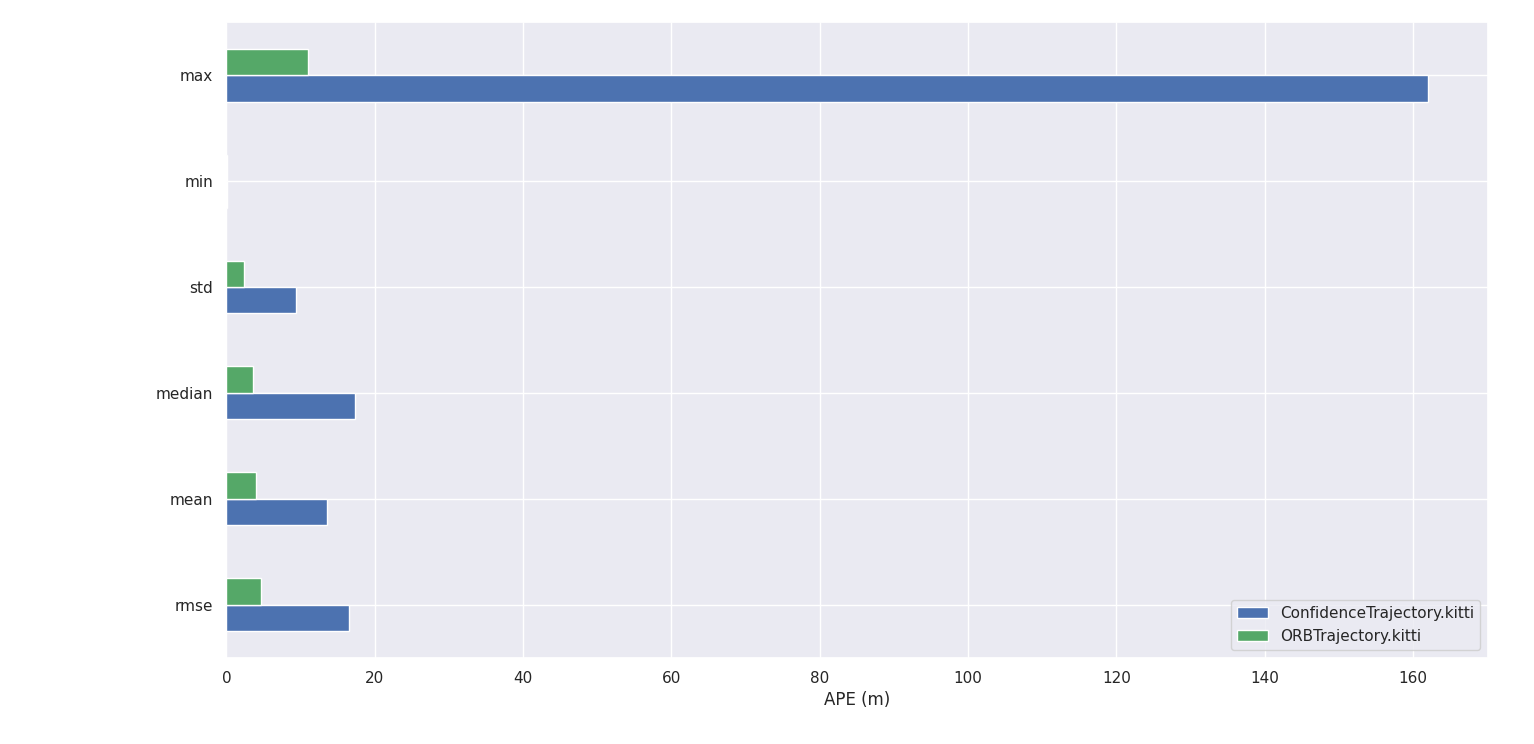 max
min
std
median
mean
rmse
ConfidenceTrajectory.kitti
ORBTrajectory.kitti
0 20 40 60 80 100 120 140 160
APE (m)